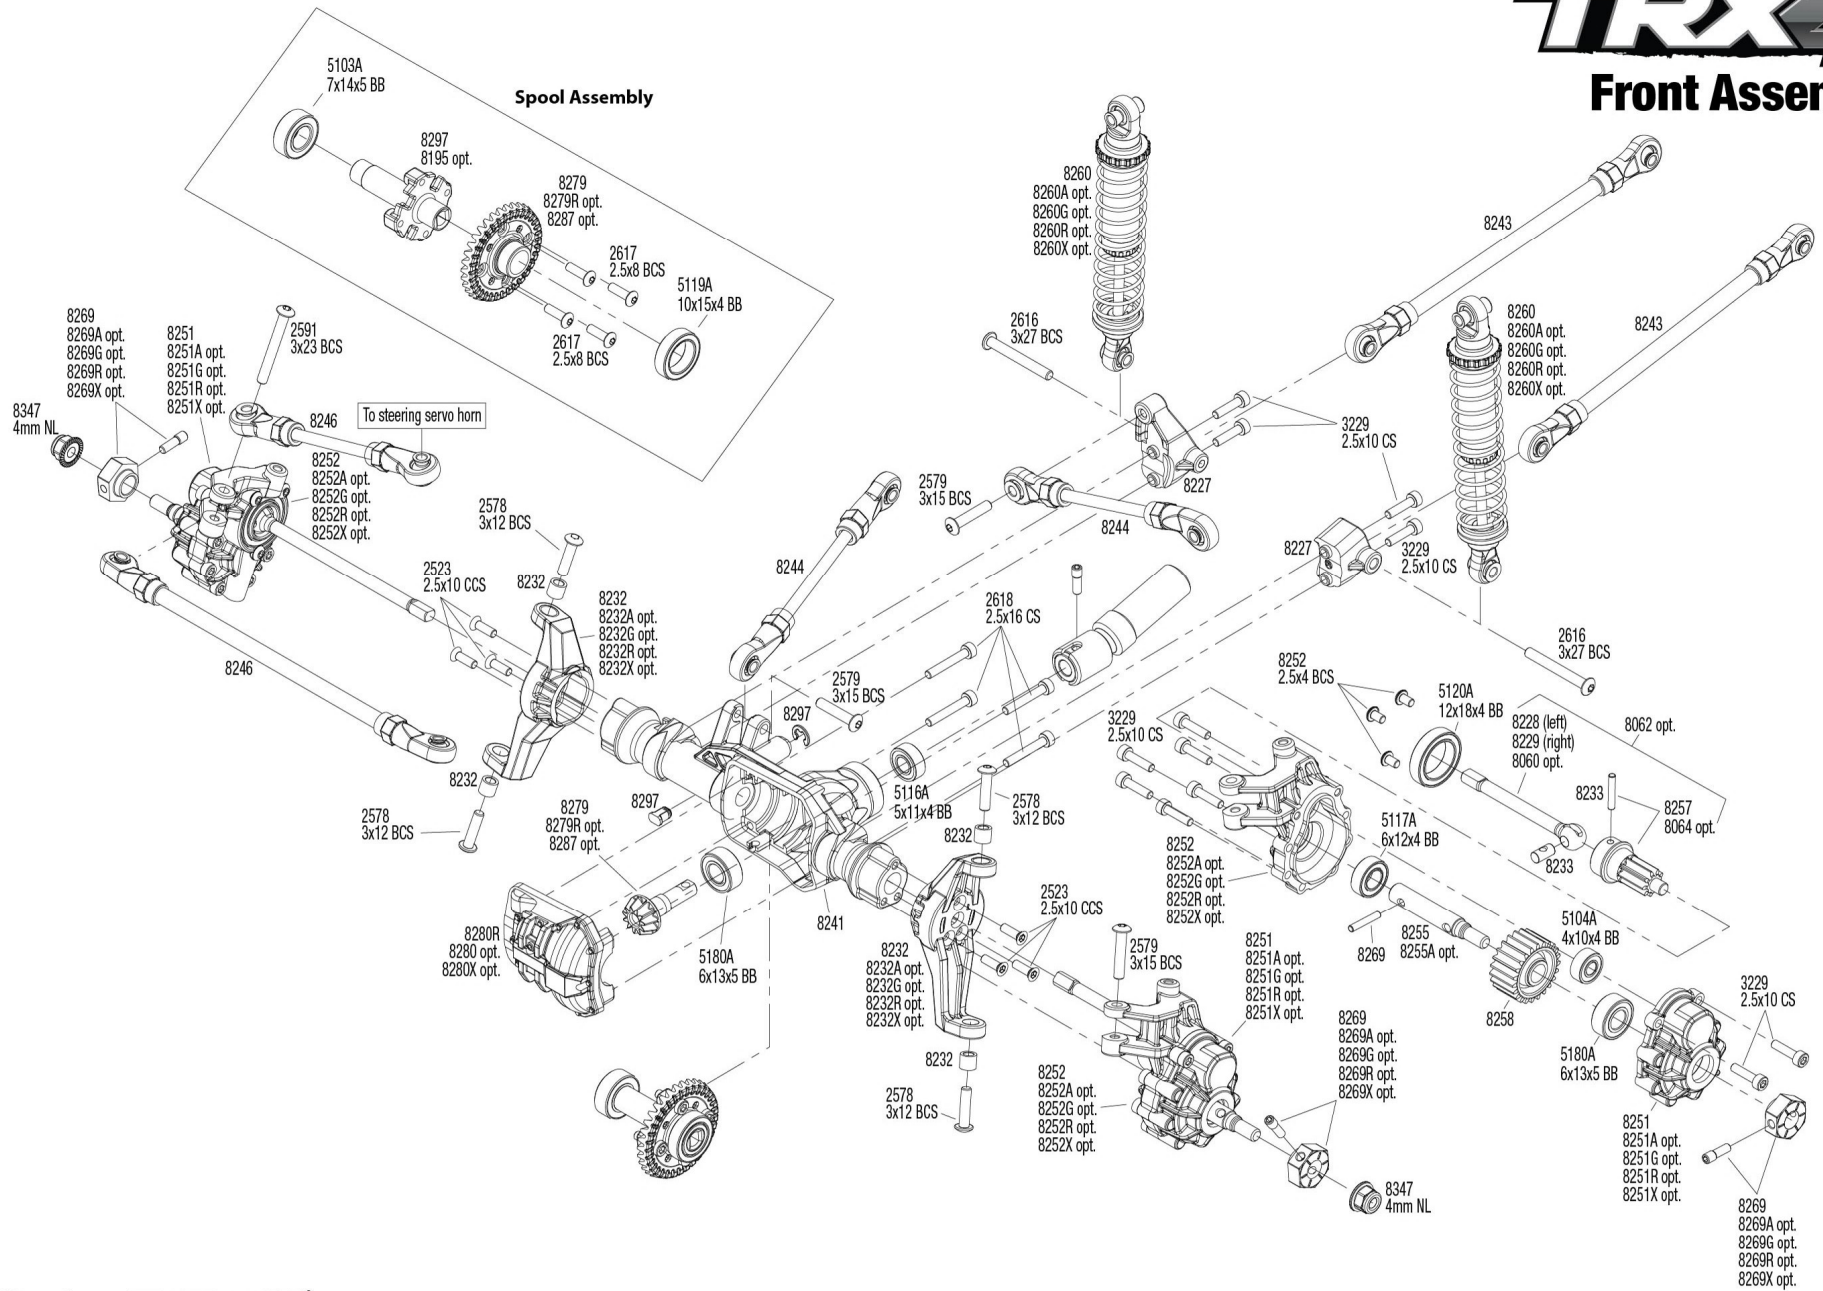 TRX
Front Assem
Spool Assembly
5103A
7x14x5 BB
8297
8195 opt.
8279
8279R opt.
8287 opt.
2617
2.5x8 BCS
5119A
10x15x4 BB
2617
2.5x8 BCS
8260
8260A opt.
8260G opt.
8260R opt.
8260X opt.
8243
8243
2616
3x27 BCS
8260
8260A opt.
8260G opt.
8260R opt.
8260X opt.
8269
8269A opt.
8269G opt.
8269R opt.
8269X opt.
8251
8251A opt.
8251G opt.
8251R opt.
8251X opt.
2591
3x23 BCS
8347
4mm NL
8246
To steering servo horn
8252
8252A opt.
8252G opt.
8252R opt.
8252X opt.
3229
2.5x10 CS
8227
2579
3x15 BCS
8244
8227
3229
2.5x10 CS
2578
3x12 BCS
8244
2523
2.5x10 CCS
8232
8232
8232A opt.
8232G opt.
8232R opt.
8232X opt.
2618
2.5x16 CS
2616
3x27 BCS
8246
2579
3x15 BCS
8297
8252
2.5x4 BCS
5120A
12x18x4 BB
8228 (left)
8229 (right)
8060 opt.
8062 opt.
3229
2.5x10 CS
8232
2578
3x12 BCS
8297
8279
8279R opt.
8287 opt.
5116A
5x11x4 BB
2578
3x12 BCS
8232
8233
8257
8064 opt.
5117A
6x12x4 BB
8233
8252
8252A opt.
8252G opt.
8252R opt.
8252X opt.
8280R
8280 opt.
8280X opt.
5180A
6x13x5 BB
8241
2523
2.5x10 CCS
8232
8232A opt.
8232G opt.
8232R opt.
8232X opt.
2579
3x15 BCS
8251
8251A opt.
8251G opt.
8251R opt.
8251X opt.
8269
8255
8255A opt.
5104A
4x10x4 BB
8258
3229
2.5x10 CS
5180A
6x13x5 BB
8232
2578
3x12 BCS
8252
8252A opt.
8252G opt.
8252R opt.
8252X opt.
8269
8269A opt.
8269G opt.
8269R opt.
8269X opt.
8347
4mm NL
8251
8251A opt.
8251G opt.
8251R opt.
8251X opt.
8269
8269A opt.
8269G opt.
8269R opt.
8269X opt.